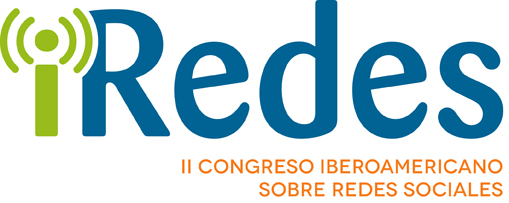 iRedes
II CONGRESO IBEROAMERICANO
SOBRE REDES SOCIALES